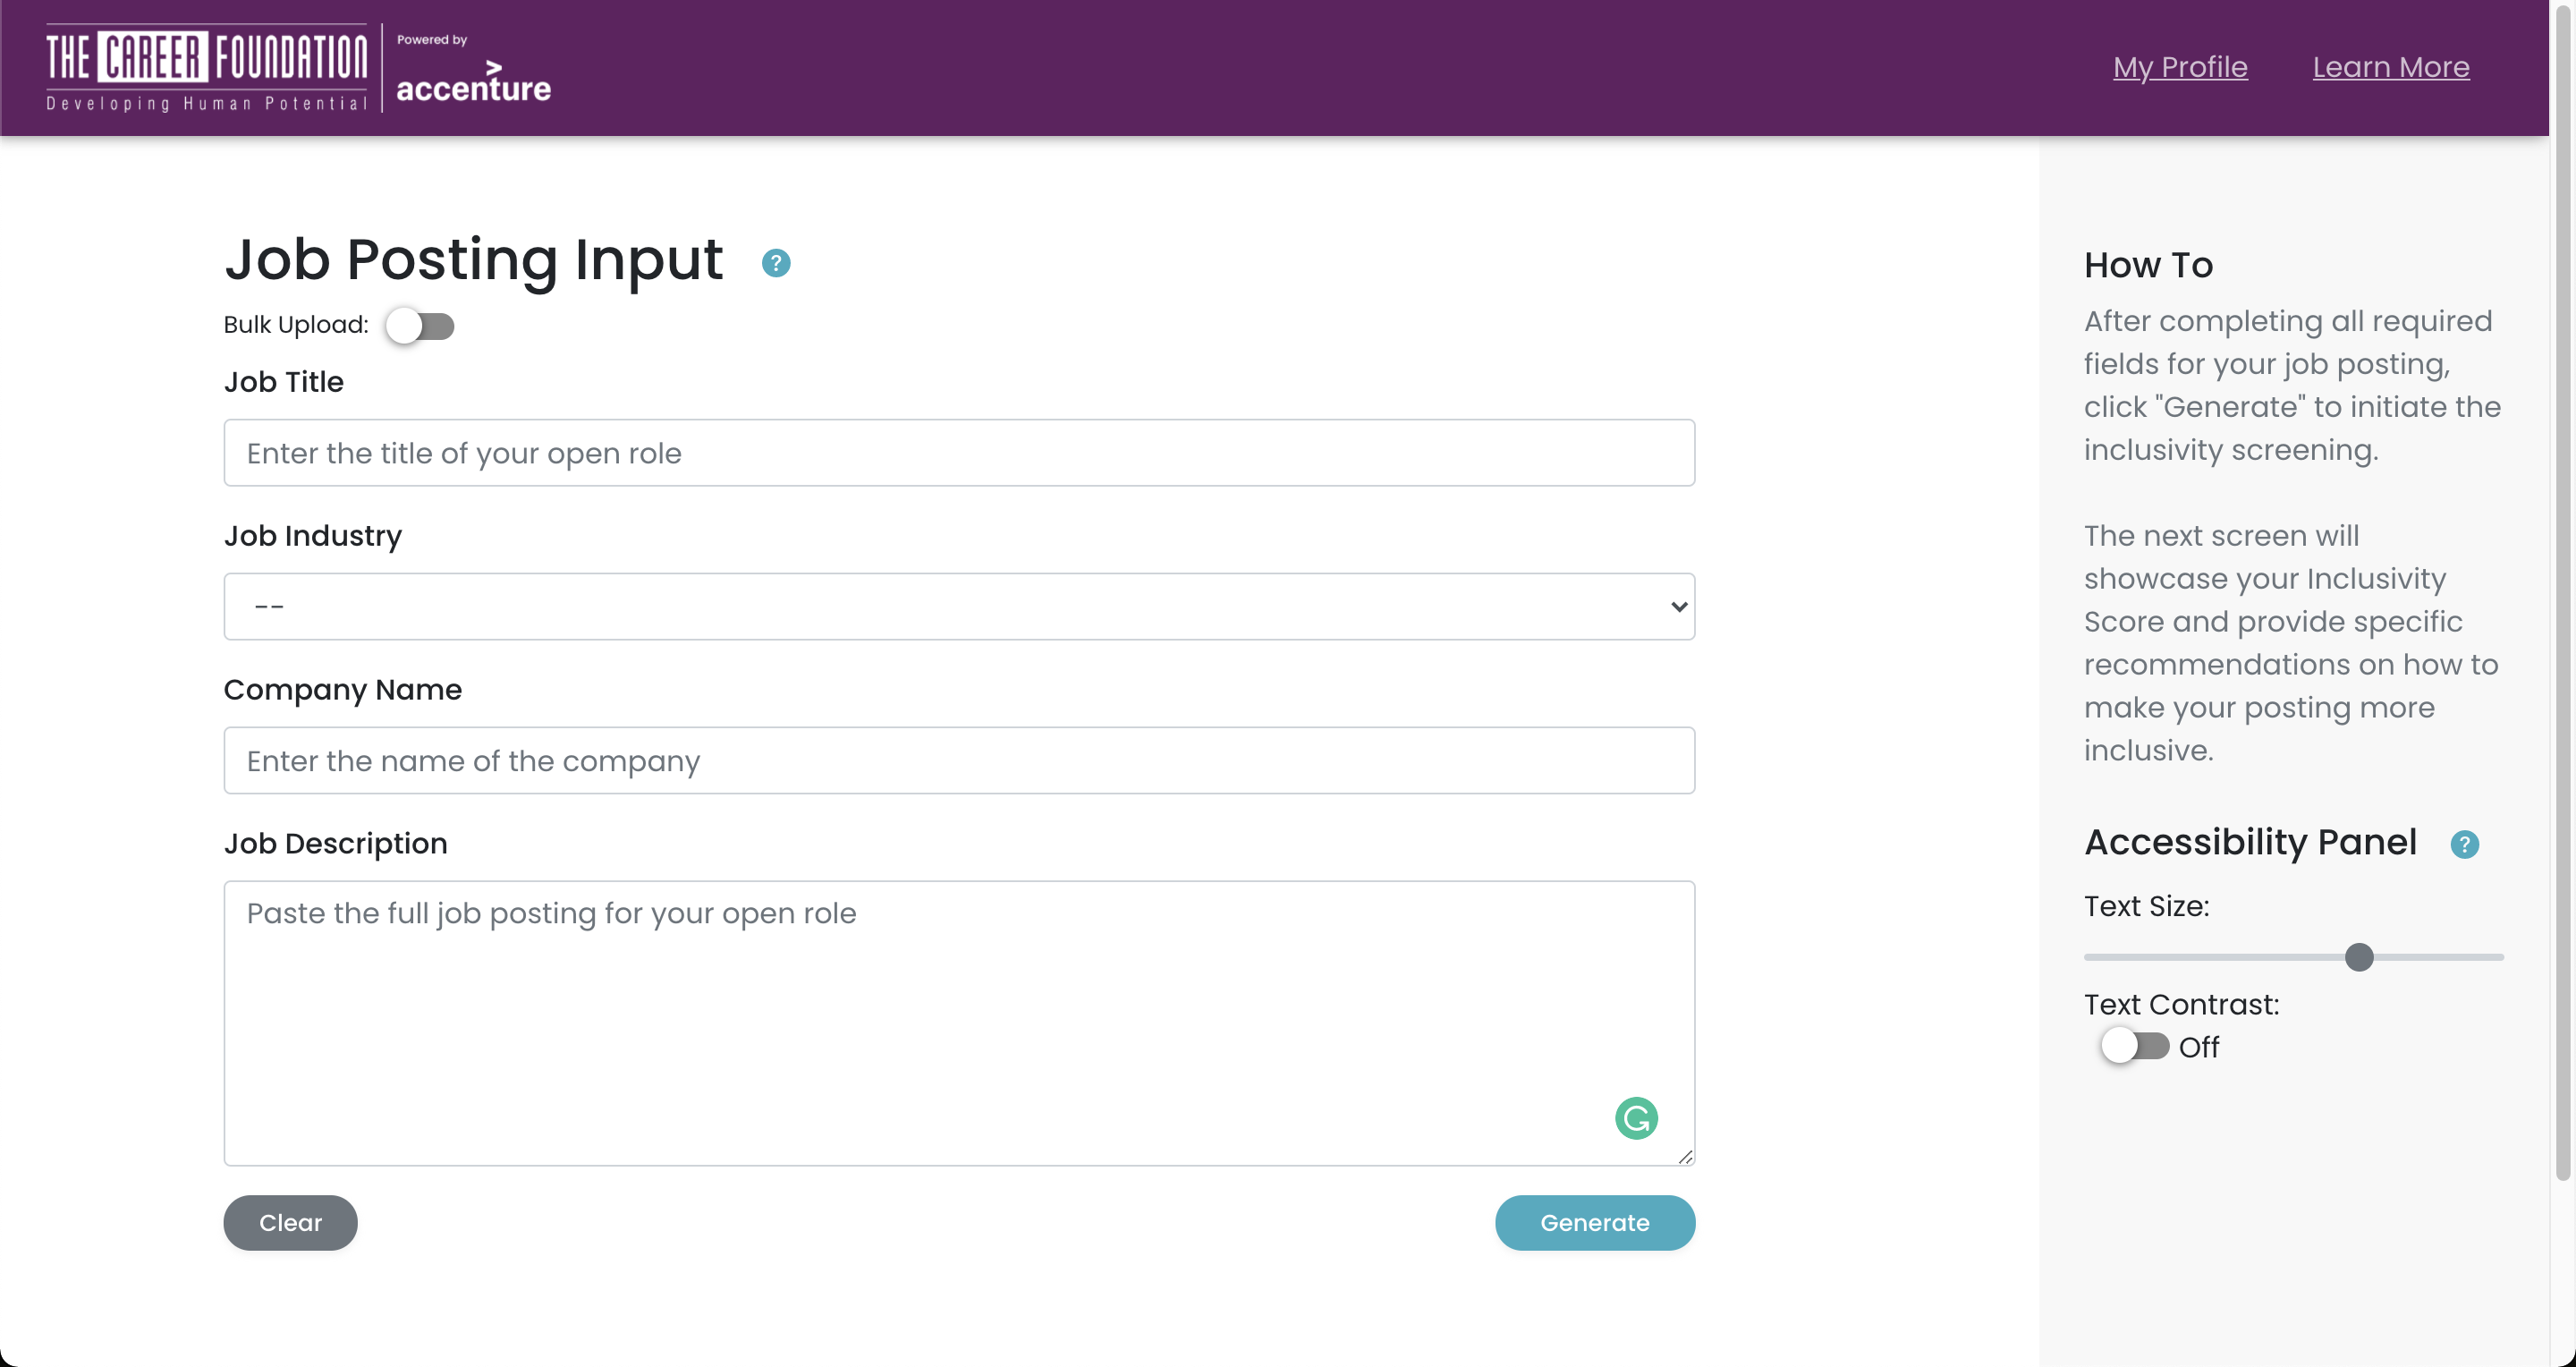 THE CAREER FOUNDATION
Developing Human Potential
Powered by
accenture
My Profile
Learn More
Job Posting Input
?
Bulk Upload:
Job Title
Enter the title of your open role
Job Industry
--
Company Name
Enter the name of the company
Job Description
Paste the full job posting for your open role
Clear
Generate
How To
After completing all required
fields for your job posting,
click "Generate" to initiate the
inclusivity screening.
The next screen will
showcase your Inclusivity
Score and provide specific
recommendations on how to
make your posting more
inclusive.
Accessibility Panel
?
Text Size:
Text Contrast:
Off